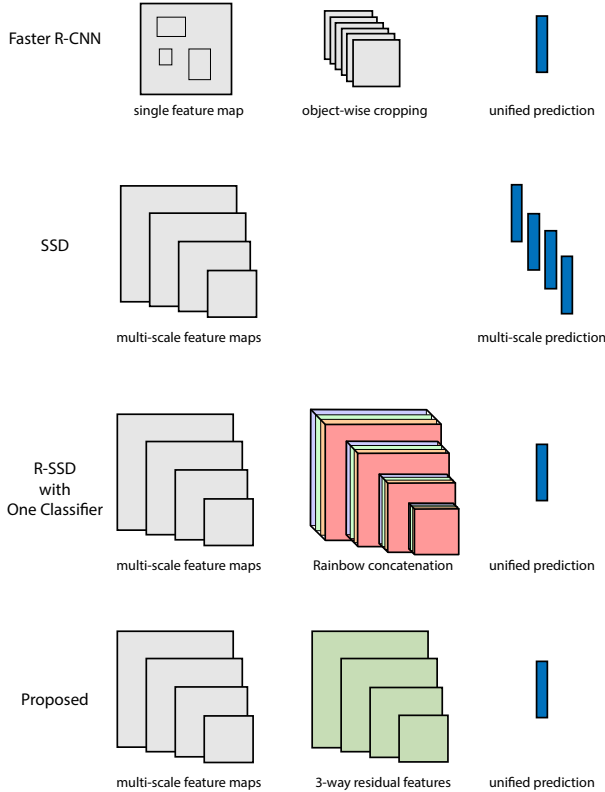 Faster R-CNN
single feature map
object-wise cropping
unified prediction
SSD
multi-scale feature maps
multi-scale prediction
R-SSD
with
One Classifier
multi-scale feature maps
Rainbow concatenation
unified prediction
Proposed
multi-scale feature maps
3-way residual features
unified prediction